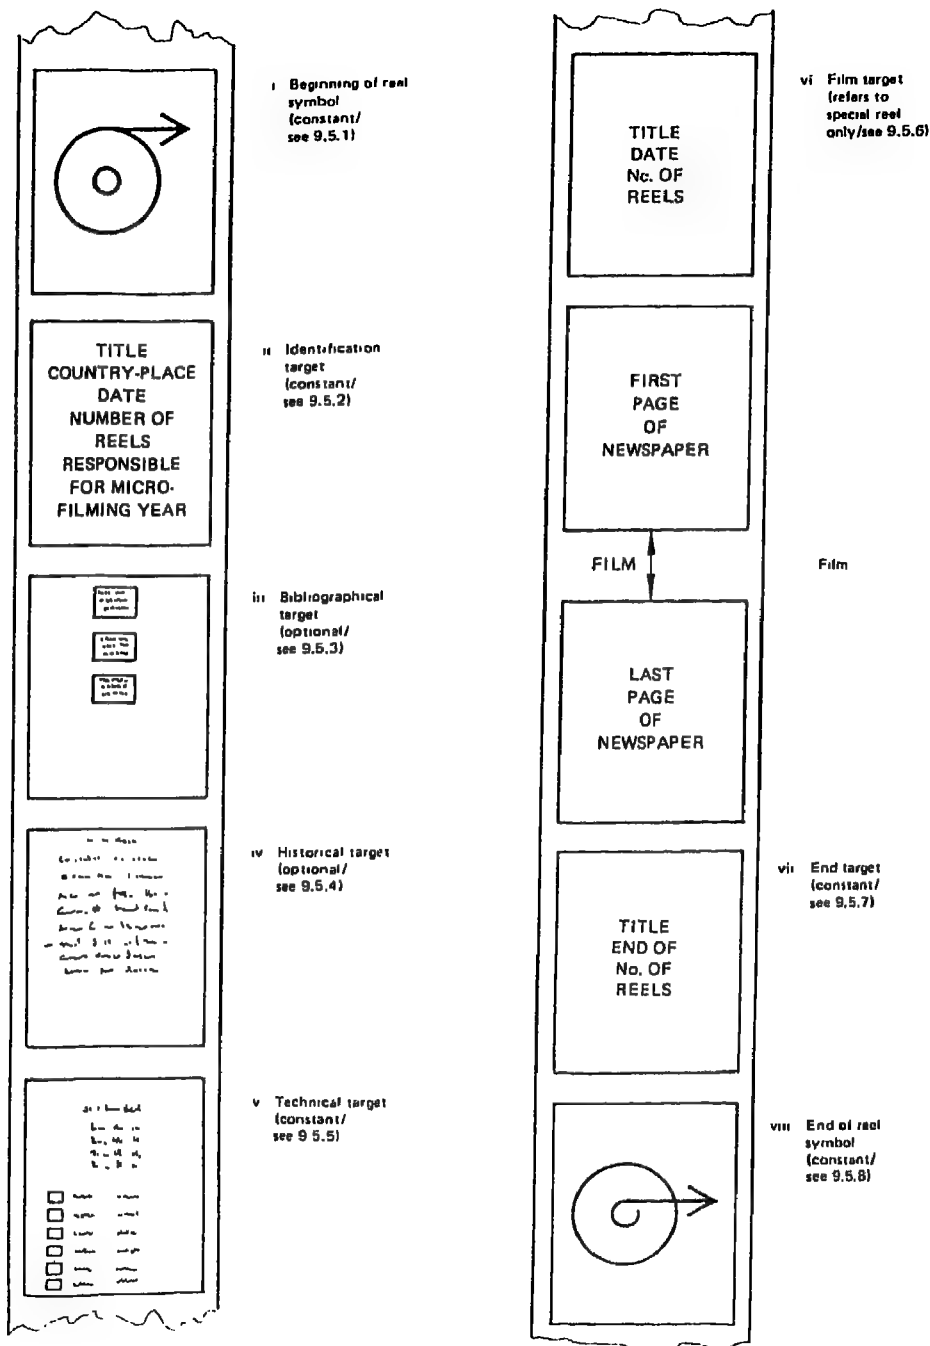 i Beginning of reel
symbol
(constant/
see 9.5.1)
TITLE
COUNTRY-PLACE
DATE
NUMBER OF
REELS
RESPONSIBLE
FOR MICRO-
FILMING YEAR
ii Identification
target
(constant/
see 9.5.2)
iii Bibliographical
target
(optional/
see 9.5.3)
iv Historical target
(optional/
see 9.5.4)
v Technical target
(constant/
see 9 5.5)
TITLE
DATE
No. OF
REELS
vi Film target
(refers to
special reel
only/see 9.5.6)
FIRST
PAGE
OF
NEWSPAPER
FILM
Film
LAST
PAGE
OF
NEWSPAPER
TITLE
END OF
No. OF
REELS
vii End target
(constant/
see 9.5.7)
viii End of reel
symbol
(constant/
see 9.5.8)